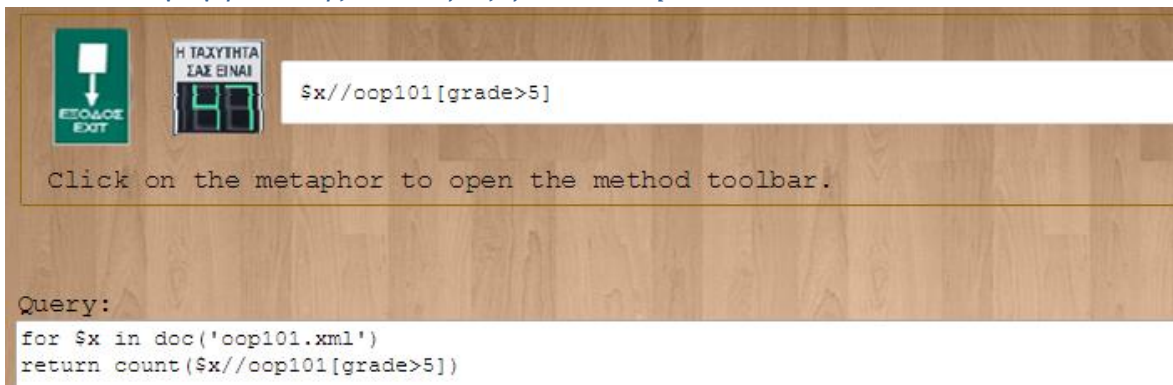 Η ΤΑΧΥΤΗΤΑ
ΣΑΣ ΕΙΝΑΙ
47
ΕΞΟΔΟΣ
EXIT
$x//oop101[grade>5]
Click on the metaphor to open the method toolbar.
Query:
for $x in doc('oop101.xml')
return count($x//oop101[grade>5])